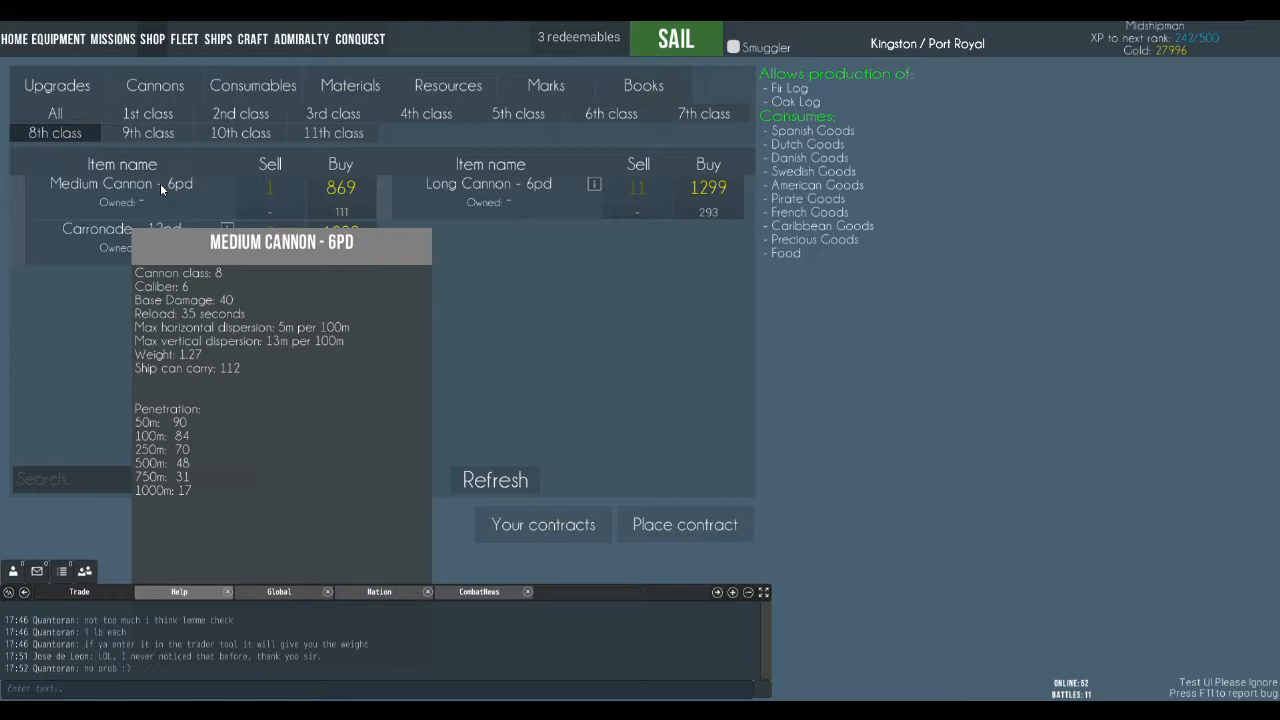 HOME EQUIPMENT MISSIONS SHOP FLEET SHIPS CRAFT ADMIRALTY CONQUEST
3 redeemables
SAIL
Smuggler
Kingston / Port Royal
Midshipman
XP to next rank: 242/500
Gold: 27996
Upgrades Cannons Consumables Materials Resources Marks Books
All 1st class 2nd class 3rd class 4th class 5th class 6th class 7th class
8th class 9th class 10th class 11th class
Item name Sell Buy Item name Sell Buy
Medium Cannon - 6pd 1 869 Long Cannon - 6pd i 11 1299
Owned: - - 111 Owned: - - 293
Carronade - 12pd
Owned
MEDIUM CANNON - 6PD
Cannon class: 8
Caliber: 6
Base Damage: 40
Reload: 35 seconds
Max horizontal dispersion: 5m per 100m
Max vertical dispersion: 13m per 100m
Weight: 1.27
Ship can carry: 112
Penetration:
50m: 90
100m: 84
250m: 70
500m: 48
750m: 31
1000m: 17
Search..
Refresh
Your contracts Place contract
Allows production of:
- Fir Log
- Oak Log
Consumes:
- Spanish Goods
- Dutch Goods
- Danish Goods
- Swedish Goods
- American Goods
- Pirate Goods
- French Goods
- Caribbean Goods
- Precious Goods
- Food
Trade Help Global Nation CombatNews
17:46 Quantoran: not too much i think lemme check
17:46 Quantoran: 1 lb each
17:46 Quantoran: if ya enter it in the trader tool it will give you the weight
17:51 Jose de Leon: LOL, I never noticed that before, thank yoo sir.
17:52 Quantoran: no prob :)
Enter text..
ONLINE: 52
BATTLES: 11
Test UI Please Ignore
Press F11 to report bug